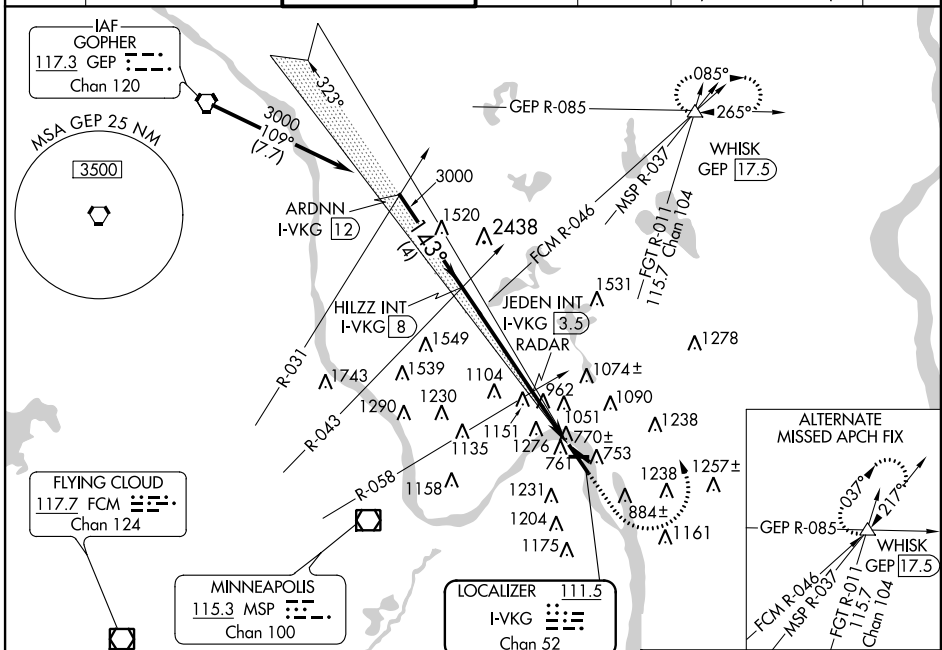 IAF
GOPHER
117.3 GEP
Chan 120
MSA GEP 25 NM
3500
3000
109°
(7.7)
323°
ARDNN
I-VKG 12
3000
143°
(4)
1520
2438
GEP R-085
085°
265°
WHISK
GEP 17.5
FCM R-046
MSP R-037
FGT R-011
115.7 Chan 104
HILZZ INT
I-VKG 8
JEDEN INT
I-VKG 3.5
RADAR
1531
1278
1549
1539
1743
1290
1230
1104
1135
1151
1158
962
1074±
1090
1051
1238
1276
770±
761
753
1238
1257±
884±
1161
1231
1204
1175
R-031
R-043
R-058
FLYING CLOUD
117.7 FCM
Chan 124
MINNEAPOLIS
115.3 MSP
Chan 100
LOCALIZER 111.5
I-VKG
Chan 52
ALTERNATE
MISSED APCH FIX
037°
217°
GEP R-085
WHISK
GEP 17.5
FCM R-046
MSP R-037
FGT R-011
115.7
Chan 104